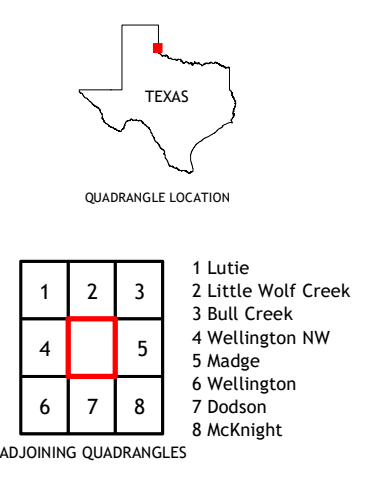 TEXAS
QUADRANGLE LOCATION
1 2 3
4 5
6 7 8
1 Lutie
2 Little Wolf Creek
3 Bull Creek
4 Wellington NW
5 Madge
6 Wellington
7 Dodson
8 McKnight
ADJOINING QUADRANGLES